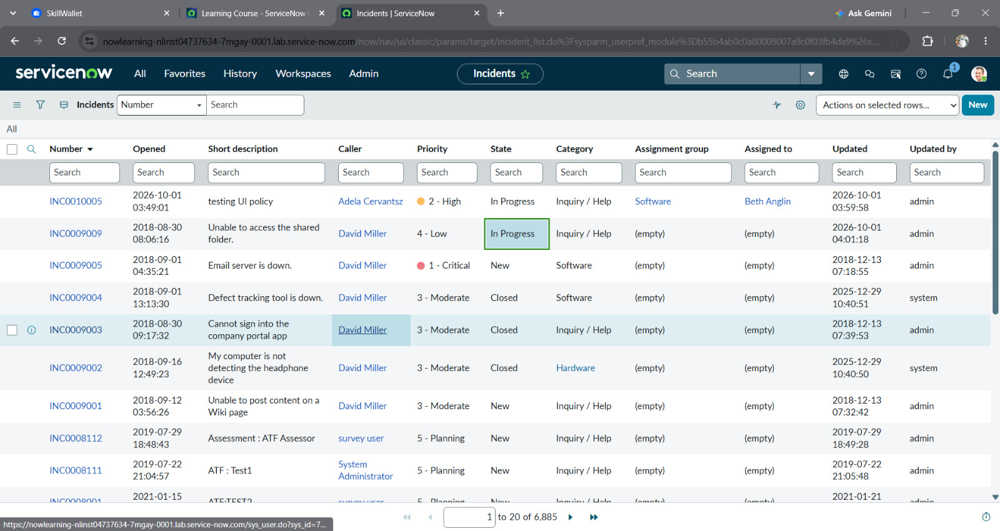 SkillWallet
Learning Course - ServiceNow
Incidents | ServiceNow
Ask Gemini
nowlearning-nlinst04737634-7mgay-0001.lab.service-now.com/now/nav/ui/classic/params/target/incident_list.do%3Fsysparm_userpref_module%3Db55b4ab0c0a80009007a9c0f03fb4da9%26s...
servicenow All Favorites History Workspaces Admin Incidents Search 1
Incidents Number Search Actions on selected rows... New
All
Number Opened Short description Caller Priority State Category Assignment group Assigned to Updated Updated by
Search Search Search Search Search Search Search Search Search Search Search
INC0010005 2026-10-01 03:49:01 testing UI policy Adela Cervantsz 2 - High In Progress Inquiry / Help Software Beth Anglin 2026-10-01 03:59:58 admin
INC0009009 2018-08-30 08:06:16 Unable to access the shared folder. David Miller 4 - Low In Progress Inquiry / Help (empty) (empty) 2026-10-01 04:01:18 admin
INC0009005 2018-09-01 04:35:21 Email server is down. David Miller 1 - Critical New Software (empty) (empty) 2018-12-13 07:18:55 admin
INC0009004 2018-09-01 13:13:30 Defect tracking tool is down. David Miller 3 - Moderate Closed Software (empty) (empty) 2025-12-29 10:40:51 system
INC0009003 2018-08-30 09:17:32 Cannot sign into the company portal app David Miller 3 - Moderate Closed Inquiry / Help (empty) (empty) 2018-12-13 07:39:53 admin
INC0009002 2018-09-16 12:49:23 My computer is not detecting the headphone device David Miller 3 - Moderate Closed Hardware (empty) (empty) 2025-12-29 10:40:50 system
INC0009001 2018-09-12 03:56:26 Unable to post content on a Wiki page David Miller 3 - Moderate New Inquiry / Help (empty) (empty) 2018-12-13 07:32:42 admin
INC0008112 2019-07-29 18:48:43 Assessment : ATF Assessor survey user 5 - Planning New Inquiry / Help (empty) (empty) 2019-07-29 18:49:28 admin
INC0008111 2019-07-22 21:04:57 ATF : Test1 System Administrator 5 - Planning New Inquiry / Help (empty) (empty) 2019-07-22 21:05:48 admin
INC0008001 2021-01-15 ATF:TEST2 survey user 5 - Planning New Inquiry / Help (empty) (empty) 2021-01-21 admin
1 to 20 of 6,885
https://nowlearning-nlinst04737634-7mgay-0001.lab.service-now.com/sys_user.do?sys_id=7...